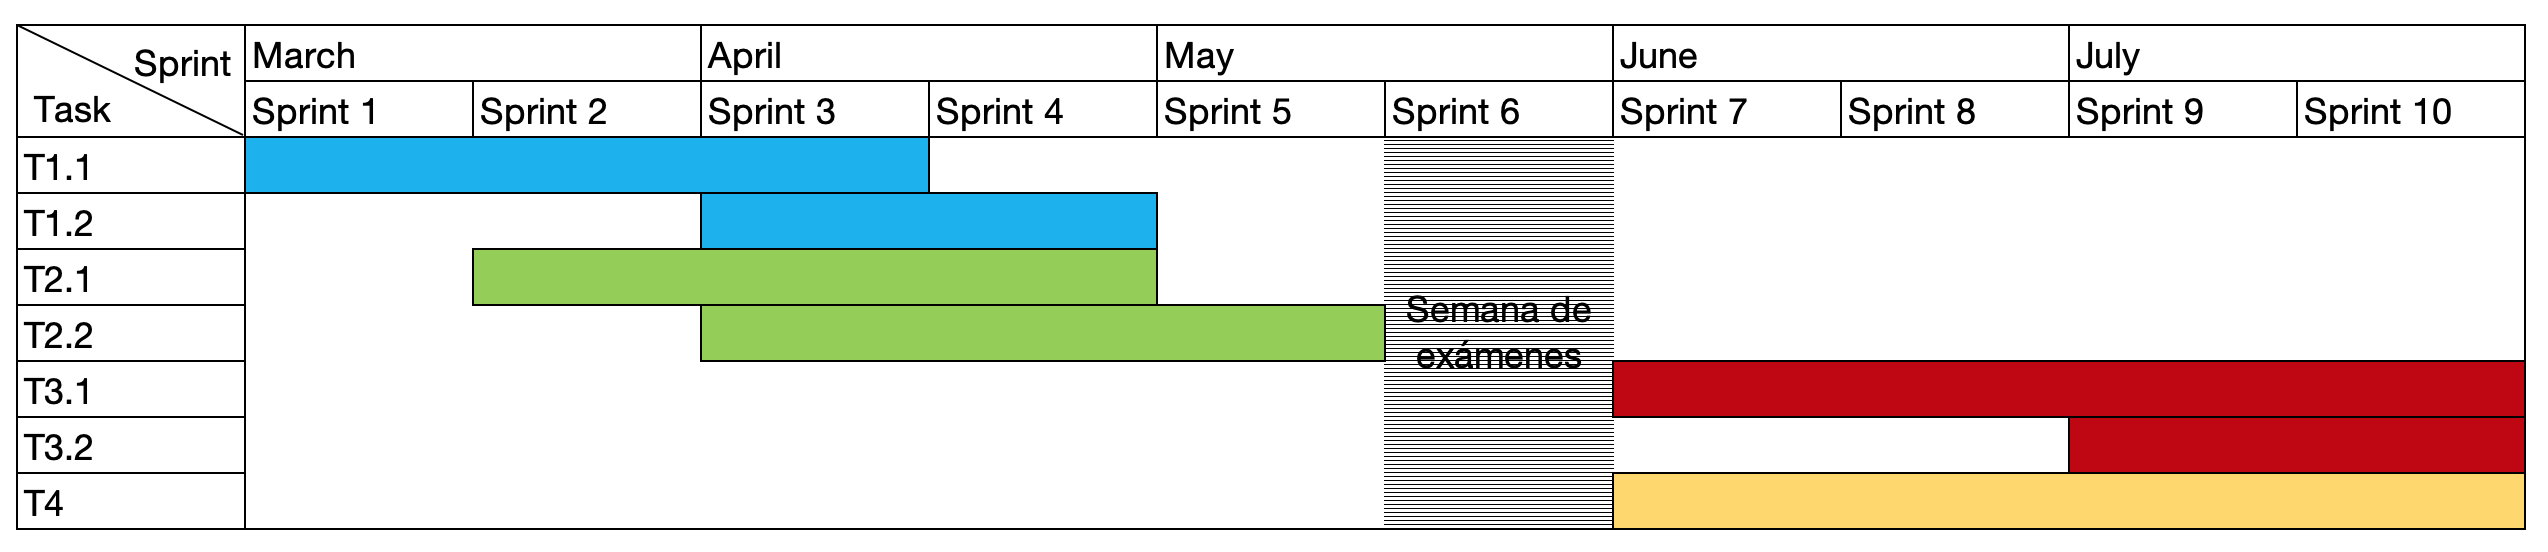 Sprint
Task
March
April
May
June
July
Sprint 1
Sprint 2
Sprint 3
Sprint 4
Sprint 5
Sprint 6
Sprint 7
Sprint 8
Sprint 9
Sprint 10
T1.1
T1.2
T2.1
T2.2
Semana de
exámenes
T3.1
T3.2
T4